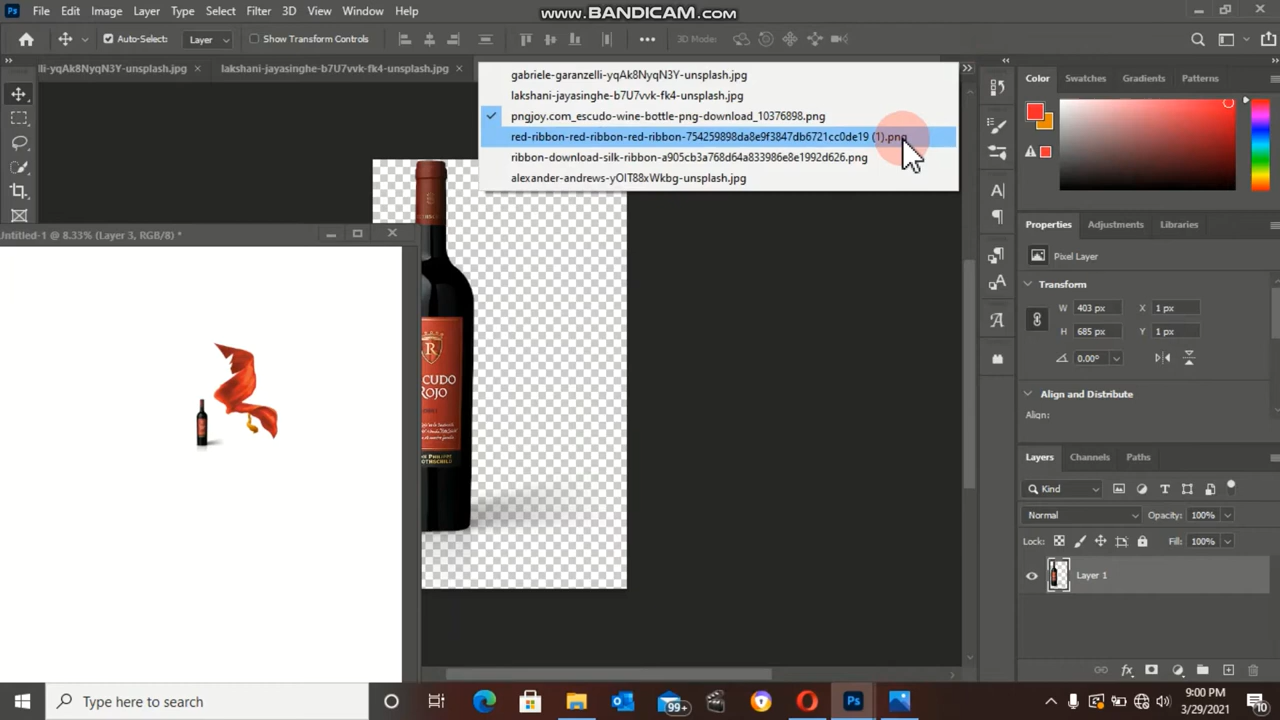 www.BANDICAM.com
Ps File Edit Image Layer Type Select Filter 3D View Window Help
Auto-Select: Layer Show Transform Controls 3D Mode:
lli-yqAk8NyqN3Y-unsplash.jpg lakshani-jayasinghe-b7U7vvk-fk4-unsplash.jpg
gabriele-garanzelli-yqAk8NyqN3Y-unsplash.jpg
lakshani-jayasinghe-b7U7vvk-fk4-unsplash.jpg
pngjoy.com_escudo-wine-bottle-png-download_10376898.png
red-ribbon-red-ribbon-red-ribbon-754259898da8e9f3847db6721cc0de19 (1).png
ribbon-download-silk-ribbon-a905cb3a768d64a833986e8e1992d626.png
alexander-andrews-yOIT88xWkbg-unsplash.jpg
Untitled-1 @ 8.33% (Layer 3, RGB/8) *
R
CUDO
ROJO
Color Swatches Gradients Patterns
Properties Adjustments Libraries
Pixel Layer
Transform
W 403 px X 1 px
H 685 px Y 1 px
0.00°
Align and Distribute
Align:
Layers Channels Paths
Kind
Normal Opacity: 100%
Lock: Fill: 100%
Layer 1
Type here to search
99+
Ps
9:00 PM
3/29/2021
10